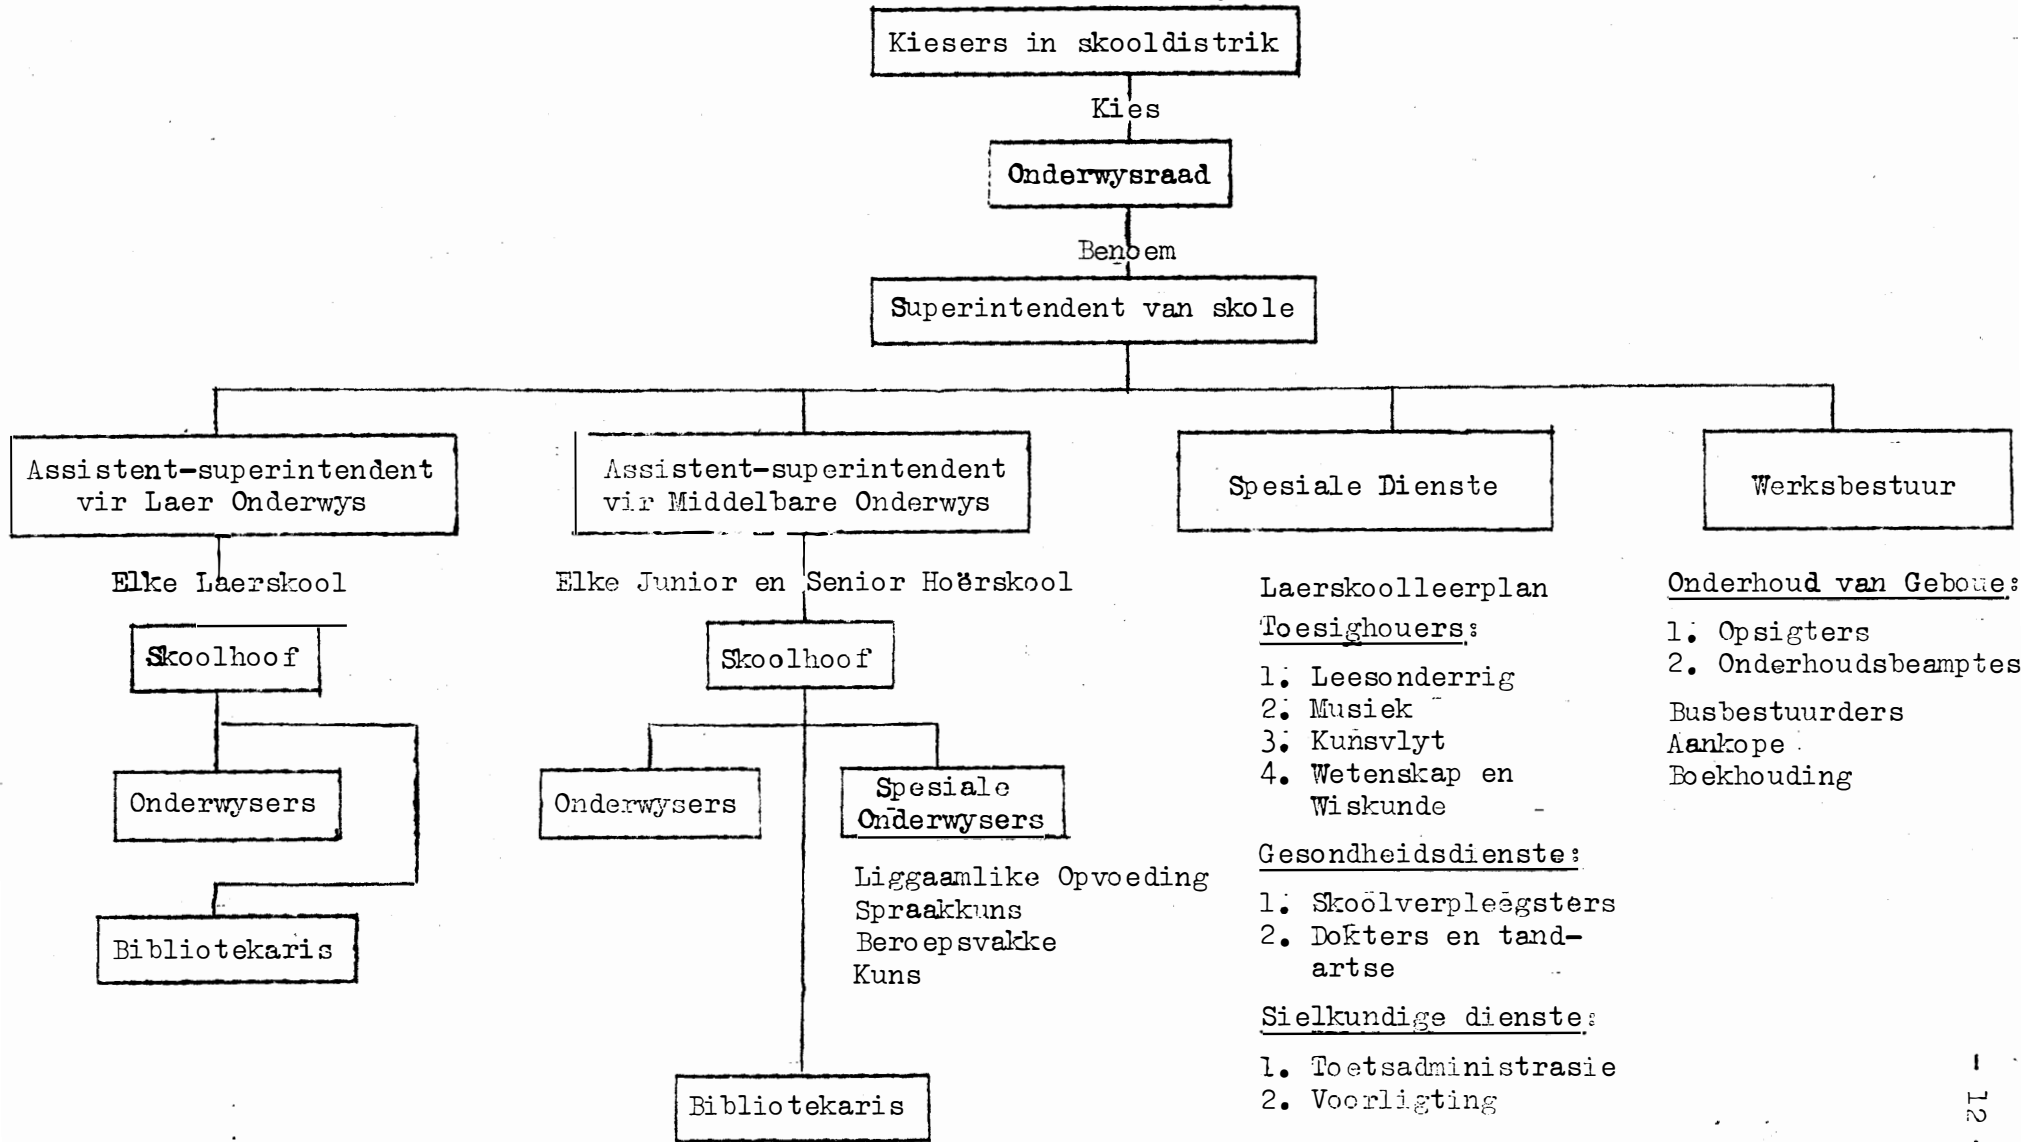 Kiesers in skooldistrik
Kies
Onderwysraad
Benoem
Superintendent van skole
Assistent-superintendent
vir Laer Onderwys
Elke Laerskool
Skoolhoof
Onderwysers
Bibliotekaris
Assistent-superintendent
vir Middelbare Onderwys
Elke Junior en Senior Hoërskool
Skoolhoof
Onderwysers
Spesiale
Onderwysers
Liggaamlike Opvoeding
Spraakkuns
Beroepsvakke
Kuns
Bibliotekaris
Spesiale Dienste
Laerskoolleerplan
Toesighouers:
1. Leesonderrig
2. Musiek
3. Kunsvlyt
4. Wetenskap en
Wiskunde
Gesondheidsdienste:
1. Skoolverpleegsters
2. Dokters en tand-
artse
Sielkundige dienste:
1. Toetsadministrasie
2. Voorligting
Werksbestuur
Onderhoud van Geboue:
1. Opsigters
2. Onderhoudsbeamptes
Busbestuurders
Aankope
Boekhouding
- 12 -